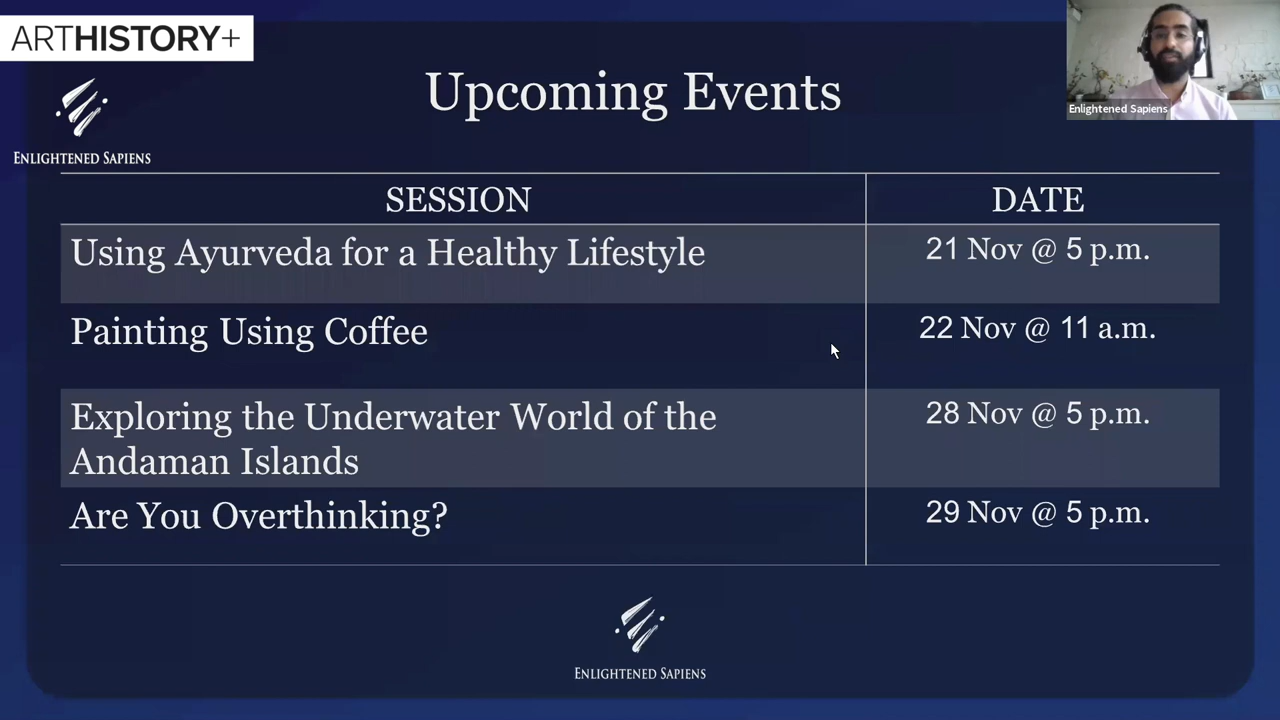 ARTHISTORY+
ENLIGHTENED SAPIENS
Upcoming Events
Enlightened Sapiens
SESSION DATE
Using Ayurveda for a Healthy Lifestyle 21 Nov @ 5 p.m.
Painting Using Coffee 22 Nov @ 11 a.m.
Exploring the Underwater World of the 28 Nov @ 5 p.m.
Andaman Islands
Are You Overthinking? 29 Nov @ 5 p.m.
ENLIGHTENED SAPIENS